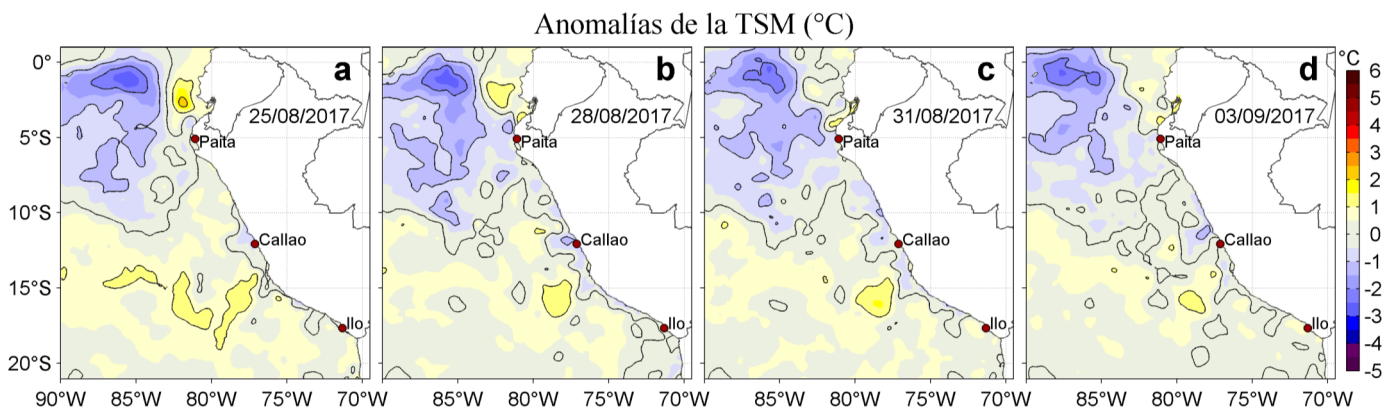 Anomalías de la TSM (°C)
a
25/08/2017
Paita
Callao
Ilo
b
28/08/2017
Paita
Callao
Ilo
c
31/08/2017
Paita
Callao
Ilo
d
03/09/2017
Paita
Callao
Ilo
0°
5°S
10°S
15°S
20°S
90°W 85°W 80°W 75°W 70°W
85°W 80°W 75°W 70°W
85°W 80°W 75°W 70°W
85°W 80°W 75°W 70°W
°C
6
5
4
3
2
1
0
-1
-2
-3
-4
-5